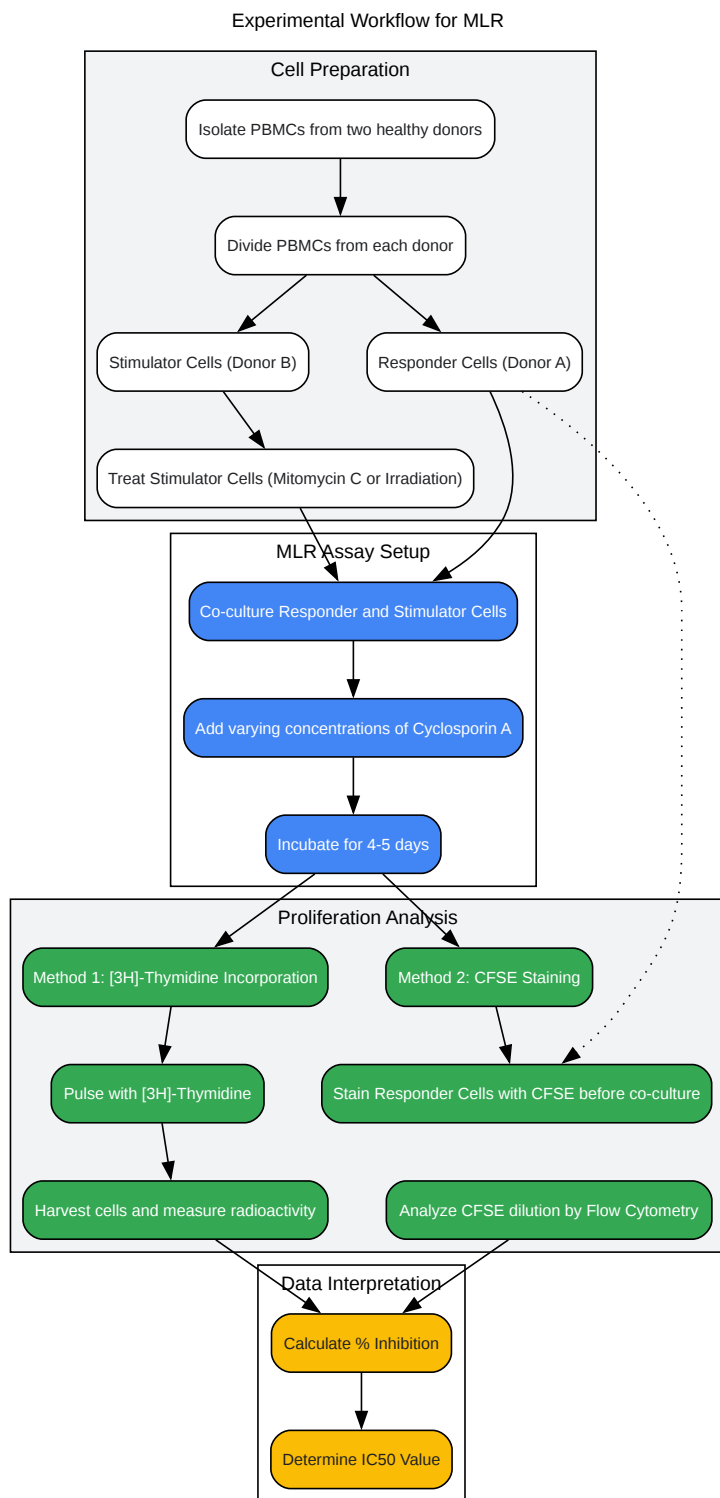 Experimental Workflow for MLR
Cell Preparation
Isolate PBMCs from two healthy donors
Divide PBMCs from each donor
Stimulator Cells (Donor B)
Responder Cells (Donor A)
Treat Stimulator Cells (Mitomycin C or Irradiation)
MLR Assay Setup
Co-culture Responder and Stimulator Cells
Add varying concentrations of Cyclosporin A
Incubate for 4-5 days
Proliferation Analysis
Method 1: [3H]-Thymidine Incorporation
Method 2: CFSE Staining
Pulse with [3H]-Thymidine
Stain Responder Cells with CFSE before co-culture
Harvest cells and measure radioactivity
Analyze CFSE dilution by Flow Cytometry
Data Interpretation
Calculate % Inhibition
Determine IC50 Value